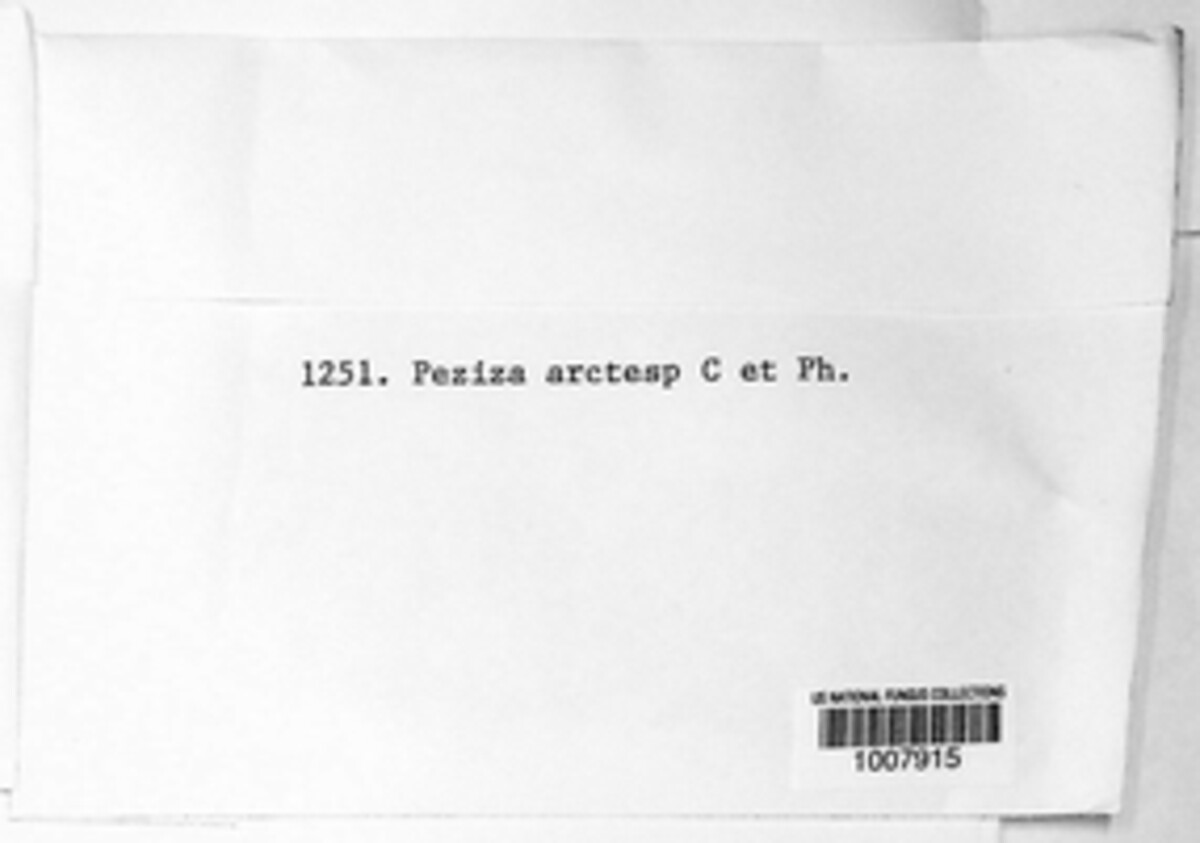 1251. Peziza arctesp C et Ph.
US NATIONAL FUNGUS COLLECTIONS
1007915